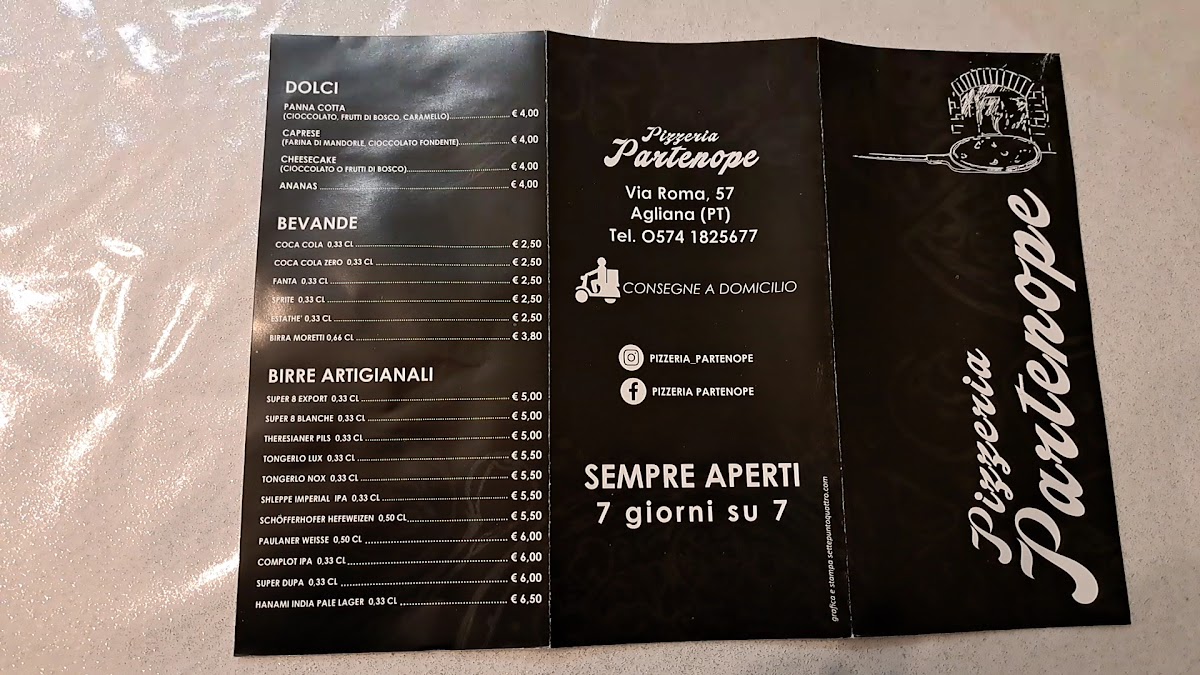 DOLCI
PANNA COTTA
(CIOCCOLATO, FRUTTI DI BOSCO, CARAMELLO)........................ € 4,00
CAPRESE
(FARINA DI MANDORLE, CIOCCOLATO FONDENTE)..................... € 4,00
CHEESECAKE
(CIOCCOLATO O FRUTTI DI BOSCO)........................................ € 4,00
ANANAS ........................................ € 4,00
BEVANDE
COCA COLA 0,33 CL ........................................ € 2,50
COCA COLA ZERO 0,33 CL ........................................ € 2,50
FANTA 0,33 CL ........................................ € 2,50
SPRITE 0,33 CL ........................................ € 2,50
ESTATHE' 0,33 CL ........................................ € 2,50
BIRRA MORETTI 0,66 CL ........................................ € 3,80
BIRRE ARTIGIANALI
SUPER 8 EXPORT 0,33 CL ........................................ € 5,00
SUPER 8 BLANCHE 0,33 CL ........................................ € 5,00
THERESIANER PILS 0,33 CL ........................................ € 5,00
TONGERLO LUX 0,33 CL ........................................ € 5,50
TONGERLO NOX 0,33 CL ........................................ € 5,50
SHLEPPE IMPERIAL IPA 0,33 CL ........................................ € 5,50
SCHÖFFERHOFER HEFEWEIZEN 0,50 CL........................................ € 5,50
PAULANER WEISSE 0,50 CL ........................................ € 6,00
COMPLOT IPA 0,33 CL ........................................ € 6,00
SUPER DUPA 0,33 CL ........................................ € 6,00
HANAMI INDIA PALE LAGER 0,33 CL ........................................ € 6,50
Pizzeria
Partenope
Via Roma, 57
Agliana (PT)
Tel. O574 1825677
CONSEGNE A DOMICILIO
PIZZERIA_PARTENOPE
PIZZERIA PARTENOPE
SEMPRE APERTI
7 giorni su 7
grafica e stampa settepuntoquattro.com
Pizzeria
Partenope